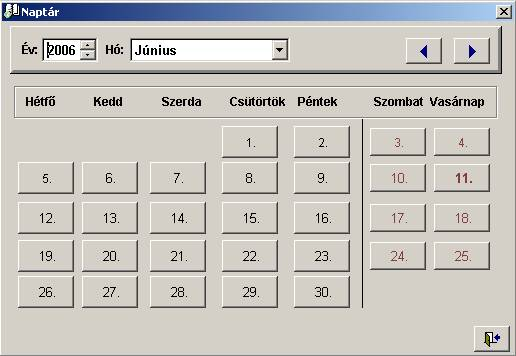 Naptár
Év: 2006 Hó: Június
Hétfő Kedd Szerda Csütörtök Péntek Szombat Vasárnap
1. 2. 3. 4.
5. 6. 7. 8. 9. 10. 11.
12. 13. 14. 15. 16. 17. 18.
19. 20. 21. 22. 23. 24. 25.
26. 27. 28. 29. 30.